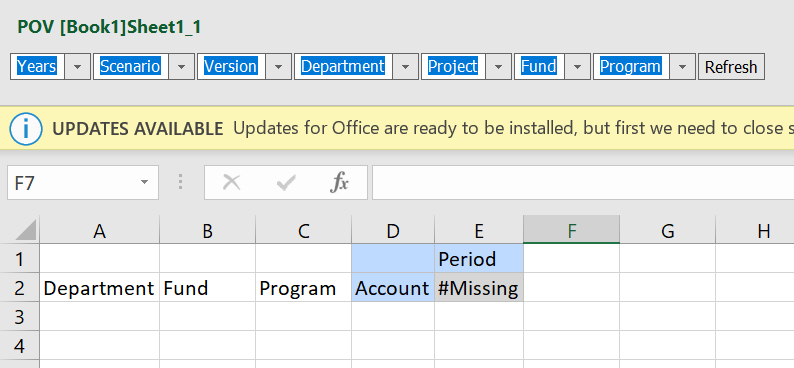 POV [Book1]Sheet1_1
Years Scenario Version Department Project Fund Program Refresh
UPDATES AVAILABLE Updates for Office are ready to be installed, but first we need to close s
F7 fx
A B C D E F G H
1 Period
2 Department Fund Program Account #Missing
3
4